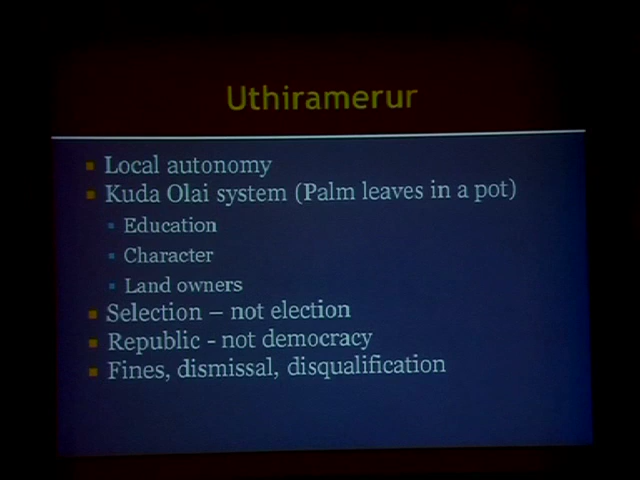 Uthiramerur
Local autonomy
Kuda Olai system (Palm leaves in a pot)
Education
Character
Land owners
Selection – not election
Republic - not democracy
Fines, dismissal, disqualification